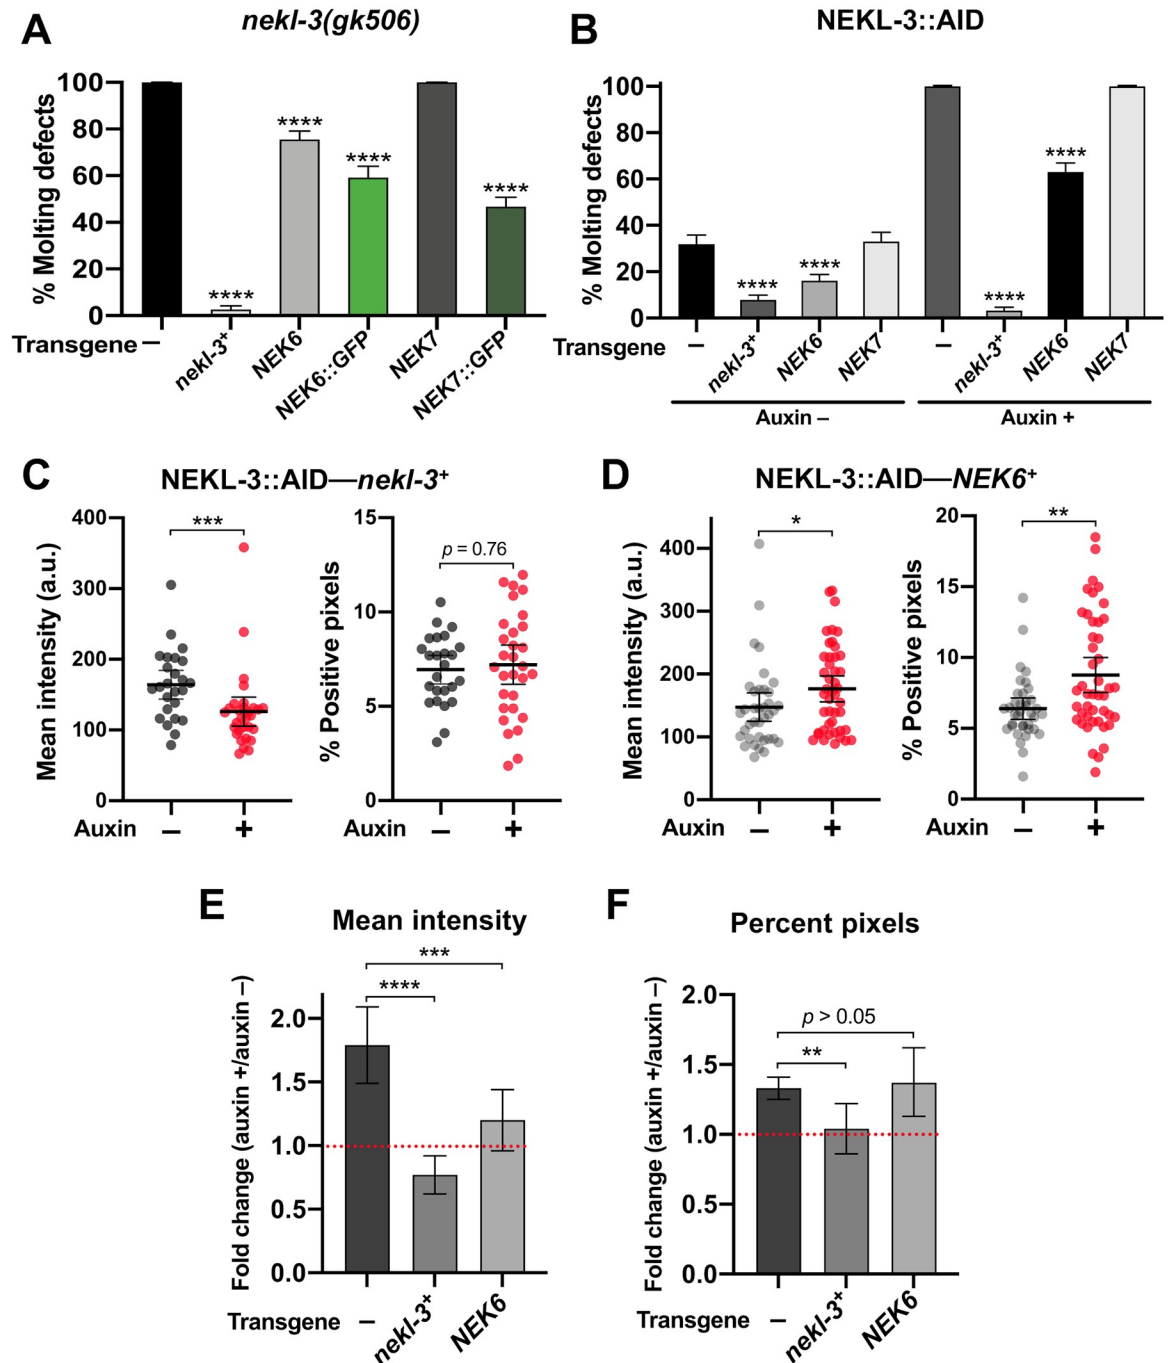 A
nekl-3(gk506)
% Molting defects
100
80
60
40
20
0
****
****
****
****
Transgene
–
nekl-3+
NEK6
NEK6::GFP
NEK7
NEK7::GFP
B
NEKL-3::AID
% Molting defects
100
80
60
40
20
0
****
****
****
****
Transgene
–
nekl-3+
NEK6
NEK7
–
nekl-3+
NEK6
NEK7
Auxin –
Auxin +
C
NEKL-3::AID—nekl-3+
Mean intensity (a.u.)
400
300
200
100
0
***
Auxin – +
% Positive pixels
15
10
5
0
p = 0.76
– +
D
NEKL-3::AID—NEK6+
Mean intensity (a.u.)
400
300
200
100
0
*
Auxin – +
% Positive pixels
20
15
10
5
0
**
Auxin – +
E
Mean intensity
Fold change (auxin +/auxin –)
2.0
1.5
1.0
0.5
0.0
***
****
Transgene
–
nekl-3+
NEK6
F
Percent pixels
Fold change (auxin +/auxin –)
2.0
1.5
1.0
0.5
0.0
p > 0.05
**
Transgene
–
nekl-3+
NEK6